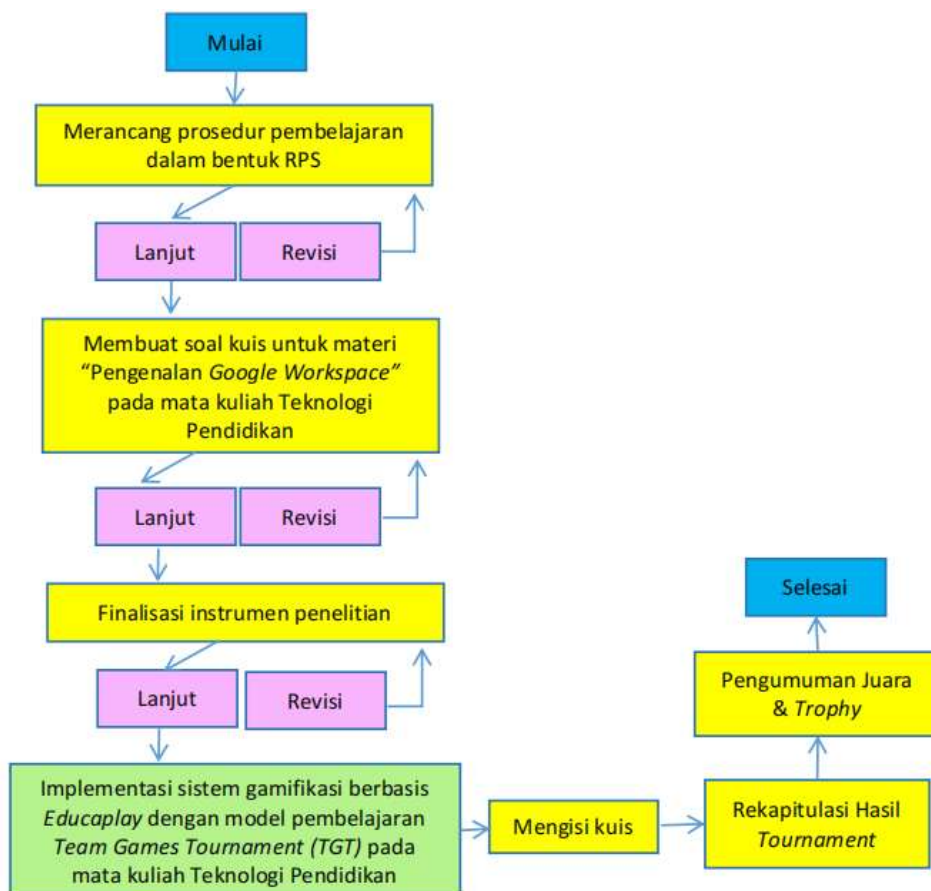 Mulai
Merancang prosedur pembelajaran
dalam bentuk RPS
Lanjut
Revisi
Membuat soal kuis untuk materi
“Pengenalan Google Workspace”
pada mata kuliah Teknologi
Pendidikan
Lanjut
Revisi
Finalisasi instrumen penelitian
Lanjut
Revisi
Implementasi sistem gamifikasi berbasis
Educaplay dengan model pembelajaran
Team Games Tournament (TGT) pada
mata kuliah Teknologi Pendidikan
Mengisi kuis
Rekapitulasi Hasil
Tournament
Pengumuman Juara
& Trophy
Selesai